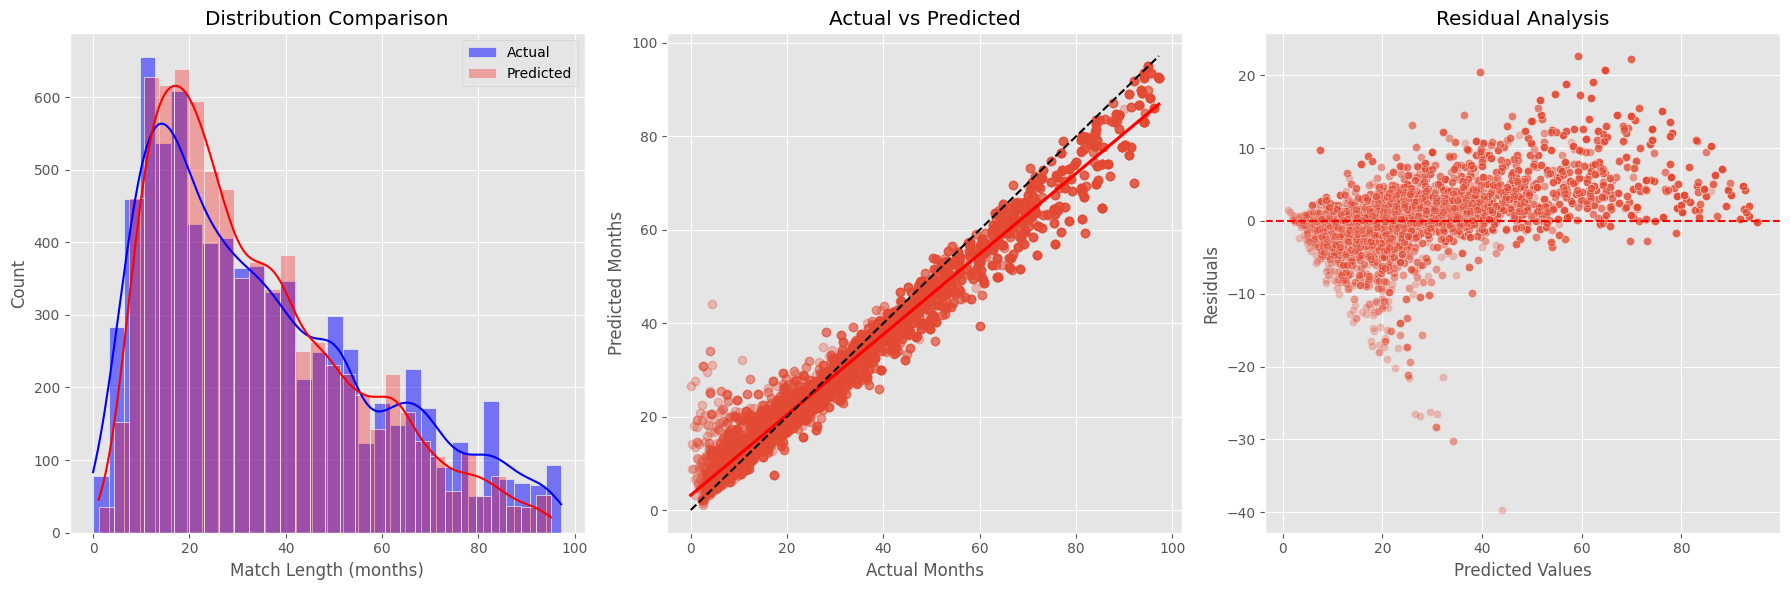 Distribution Comparison
Actual
Predicted
600
500
400
300
200
100
0
Count
0 20 40 60 80 100
Match Length (months)
Actual vs Predicted
100
80
60
40
20
0
Predicted Months
0 20 40 60 80 100
Actual Months
Residual Analysis
20
10
0
−10
−20
−30
−40
Residuals
0 20 40 60 80
Predicted Values